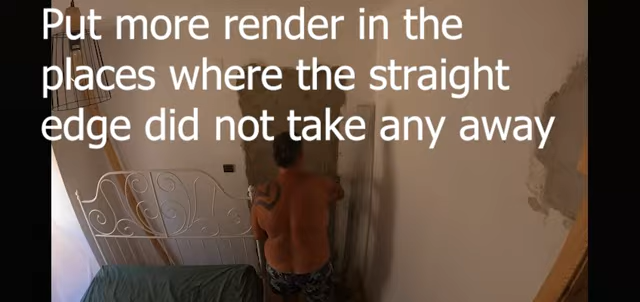 Put more render in the
places where the straight
edge did not take any away